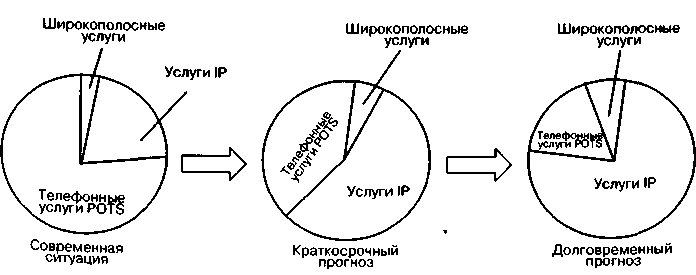 Широкополосные
услуги
Услуги IP
Телефонные
услуги POTS
Современная
ситуация
Широкополосные
услуги
Телефонные
услуги POTS
Услуги IP
Краткосрочный
прогноз
Широкополосные
услуги
Телефонные
услуги POTS
Услуги IP
Долговременный
прогноз